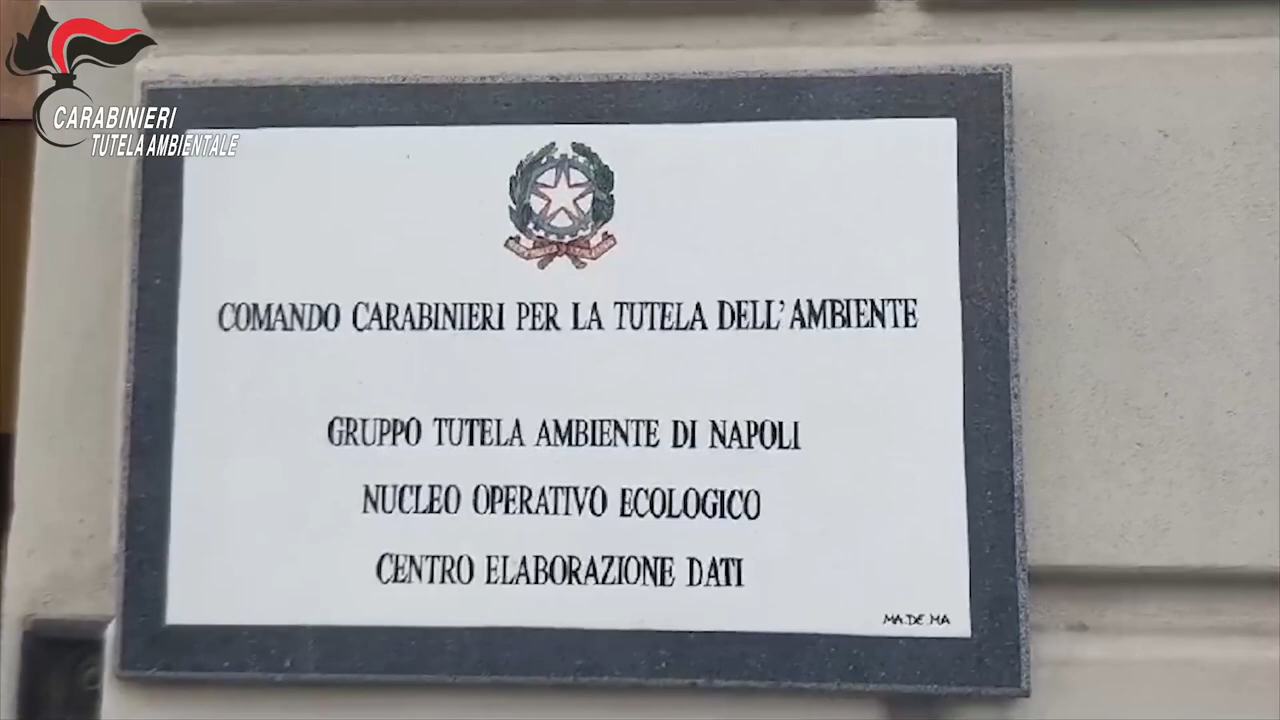 CARABINIERI
TUTELA AMBIENTALE
COMANDO CARABINIERI PER LA TUTELA DELL'AMBIENTE
GRUPPO TUTELA AMBIENTE DI NAPOLI
NUCLEO OPERATIVO ECOLOGICO
CENTRO ELABORAZIONE DATI
MA.DE.MA